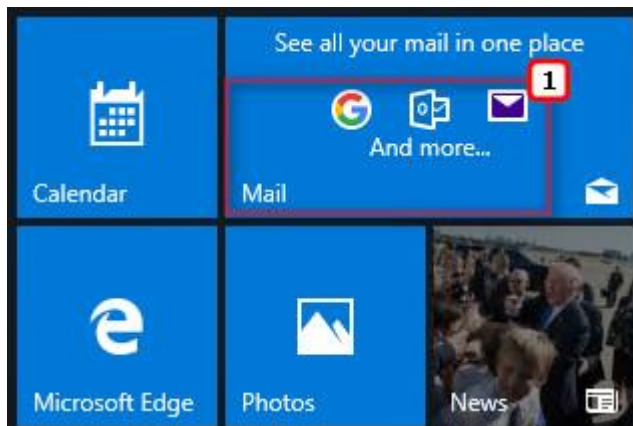 See all your mail in one place
1
And more...
Calendar
Mail
Microsoft Edge
Photos
News